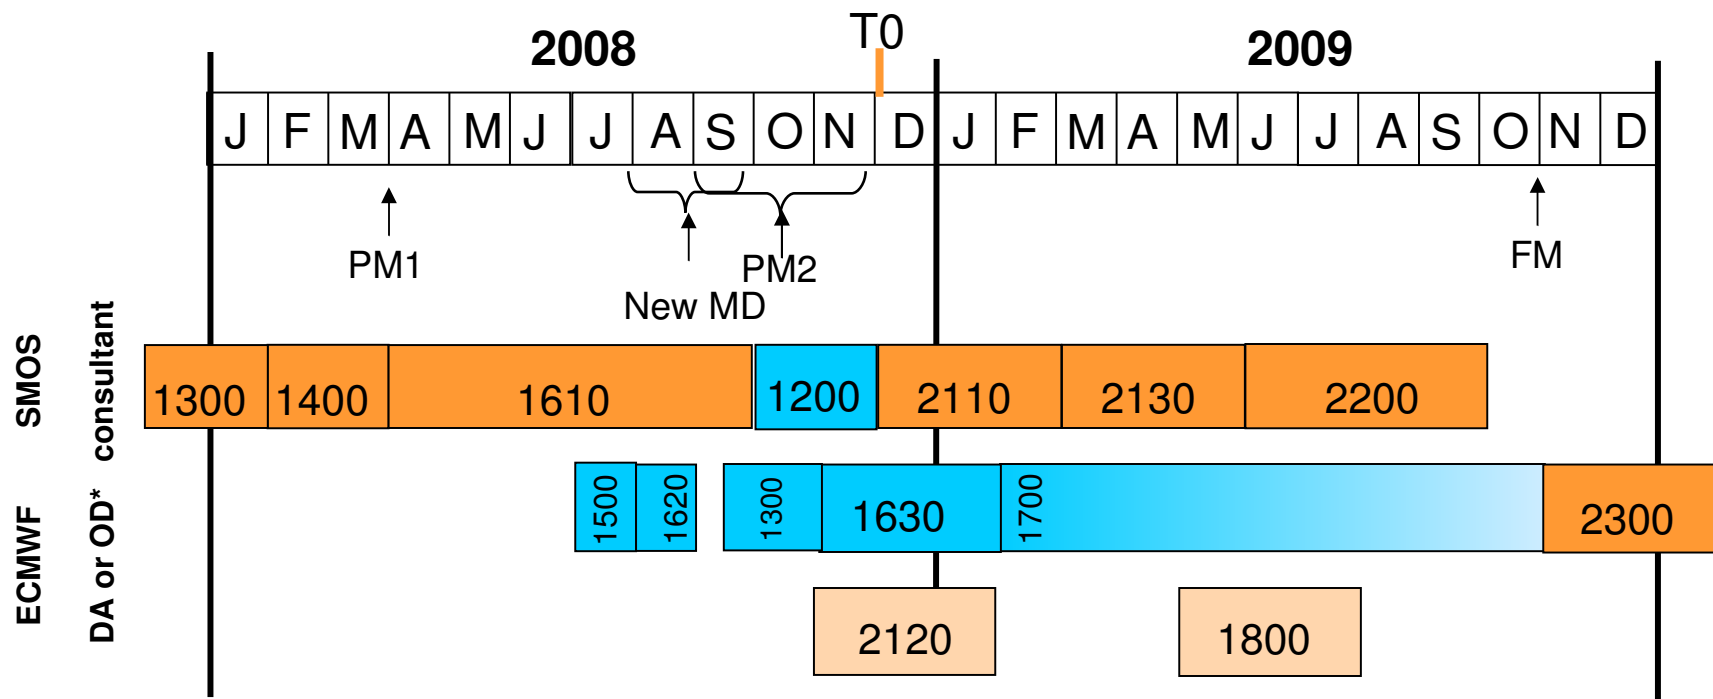 T0
2008 2009
J F M A M J J A S O N D J F M A M J J A S O N D
PM1 PM2 FM
New MD
SMOS
consultant
1300 1400 1610 1200 2110 2130 2200
ECMWF
DA or OD*
1500 1620 1300 1630 1700 2300
2120 1800